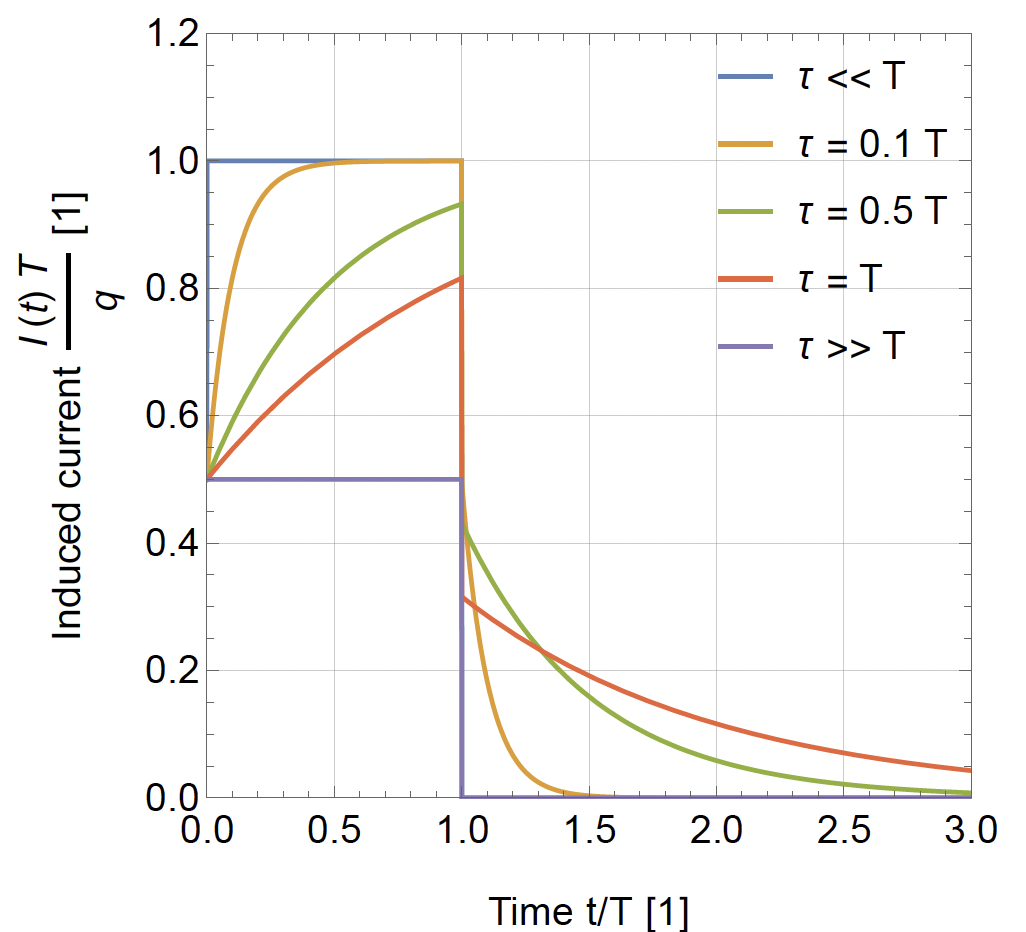 1.2
1.0
0.8
0.6
0.4
0.2
0.0
0.0 0.5 1.0 1.5 2.0 2.5 3.0
Induced current I (t) T / q [1]
Time t/T [1]
τ << T
τ = 0.1 T
τ = 0.5 T
τ = T
τ >> T